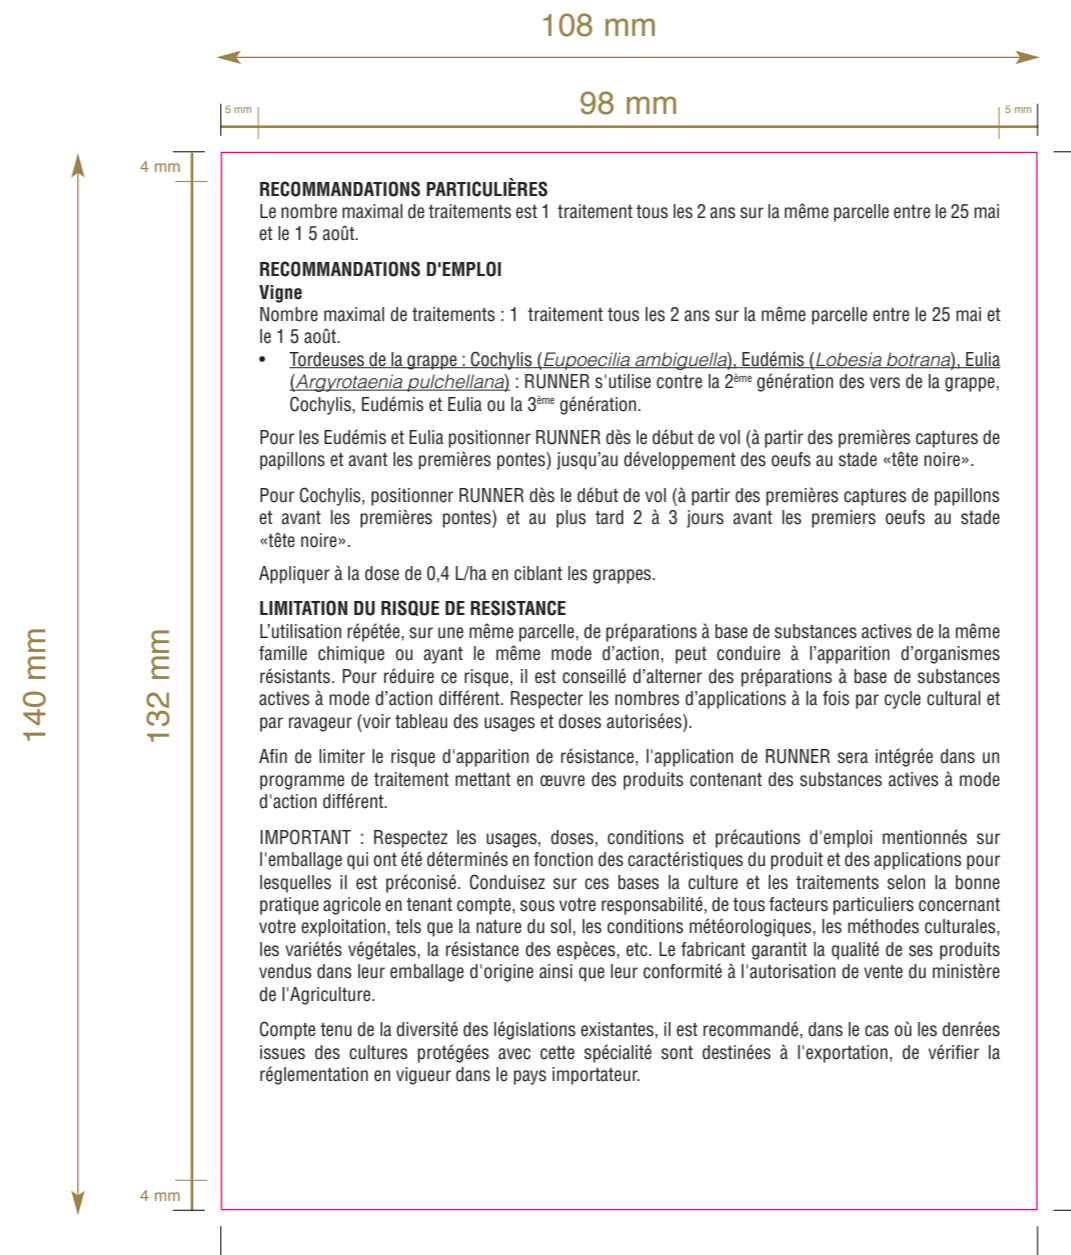 108 mm
5 mm
98 mm
5 mm
4 mm
RECOMMANDATIONS PARTICULIÈRES
Le nombre maximal de traitements est 1 traitement tous les 2 ans sur la même parcelle entre le 25 mai
et le 1 5 août.
RECOMMANDATIONS D'EMPLOI
Vigne
Nombre maximal de traitements : 1 traitement tous les 2 ans sur la même parcelle entre le 25 mai et
le 1 5 août.
• Tordeuses de la grappe : Cochylis (Eupoecilia ambiguella), Eudémis (Lobesia botrana), Eulia
(Argyrotaenia pulchellana) : RUNNER s'utilise contre la 2ème génération des vers de la grappe,
Cochylis, Eudémis et Eulia ou la 3ème génération.
Pour les Eudémis et Eulia positionner RUNNER dès le début de vol (à partir des premières captures de
papillons et avant les premières pontes) jusqu’au développement des oeufs au stade «tête noire».
Pour Cochylis, positionner RUNNER dès le début de vol (à partir des premières captures de papillons
et avant les premières pontes) et au plus tard 2 à 3 jours avant les premiers oeufs au stade
«tête noire».
Appliquer à la dose de 0,4 L/ha en ciblant les grappes.
LIMITATION DU RISQUE DE RESISTANCE
L’utilisation répétée, sur une même parcelle, de préparations à base de substances actives de la même
famille chimique ou ayant le même mode d’action, peut conduire à l’apparition d’organismes
résistants. Pour réduire ce risque, il est conseillé d’alterner des préparations à base de substances
actives à mode d’action différent. Respecter les nombres d’applications à la fois par cycle cultural et
par ravageur (voir tableau des usages et doses autorisées).
Afin de limiter le risque d'apparition de résistance, l'application de RUNNER sera intégrée dans un
programme de traitement mettant en œuvre des produits contenant des substances actives à mode
d'action différent.
IMPORTANT : Respectez les usages, doses, conditions et précautions d'emploi mentionnés sur
l'emballage qui ont été déterminés en fonction des caractéristiques du produit et des applications pour
lesquelles il est préconisé. Conduisez sur ces bases la culture et les traitements selon la bonne
pratique agricole en tenant compte, sous votre responsabilité, de tous facteurs particuliers concernant
votre exploitation, tels que la nature du sol, les conditions météorologiques, les méthodes culturales,
les variétés végétales, la résistance des espèces, etc. Le fabricant garantit la qualité de ses produits
vendus dans leur emballage d'origine ainsi que leur conformité à l'autorisation de vente du ministère
de l'Agriculture.
Compte tenu de la diversité des législations existantes, il est recommandé, dans le cas où les denrées
issues des cultures protégées avec cette spécialité sont destinées à l'exportation, de vérifier la
réglementation en vigueur dans le pays importateur.
140 mm
132 mm
4 mm